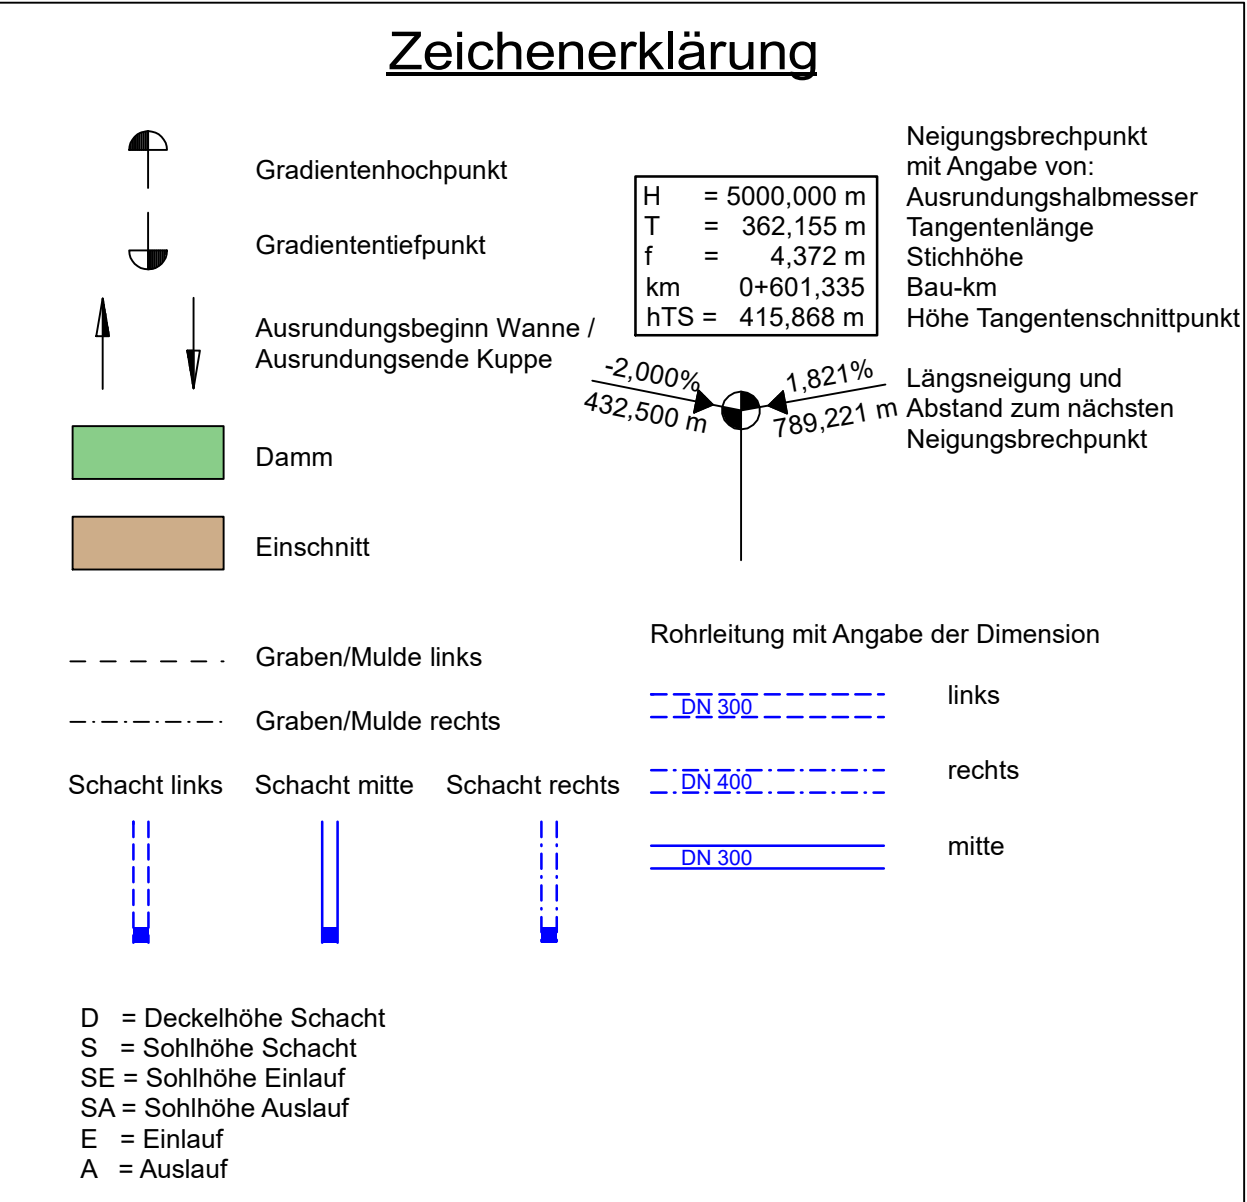 Zeichenerklärung
Gradientenhochpunkt
Gradiententiefpunkt
Ausrundungsbeginn Wanne /
Ausrundungsende Kuppe
Damm
Einschnitt
H = 5000,000 m
T = 362,155 m
f = 4,372 m
km 0+601,335
hTS = 415,868 m
Neigungsbrechpunkt
mit Angabe von:
Ausrundungshalbmesser
Tangentenlänge
Stichhöhe
Bau-km
Höhe Tangentenschnittpunkt
-2,000%
432,500 m
1,821%
789,221 m
Längsneigung und
Abstand zum nächsten
Neigungsbrechpunkt
Graben/Mulde links
Graben/Mulde rechts
Schacht links
Schacht mitte
Schacht rechts
Rohrleitung mit Angabe der Dimension
DN 300
links
DN 400
rechts
DN 300
mitte
D = Deckelhöhe Schacht
S = Sohlhöhe Schacht
SE = Sohlhöhe Einlauf
SA = Sohlhöhe Auslauf
E = Einlauf
A = Auslauf